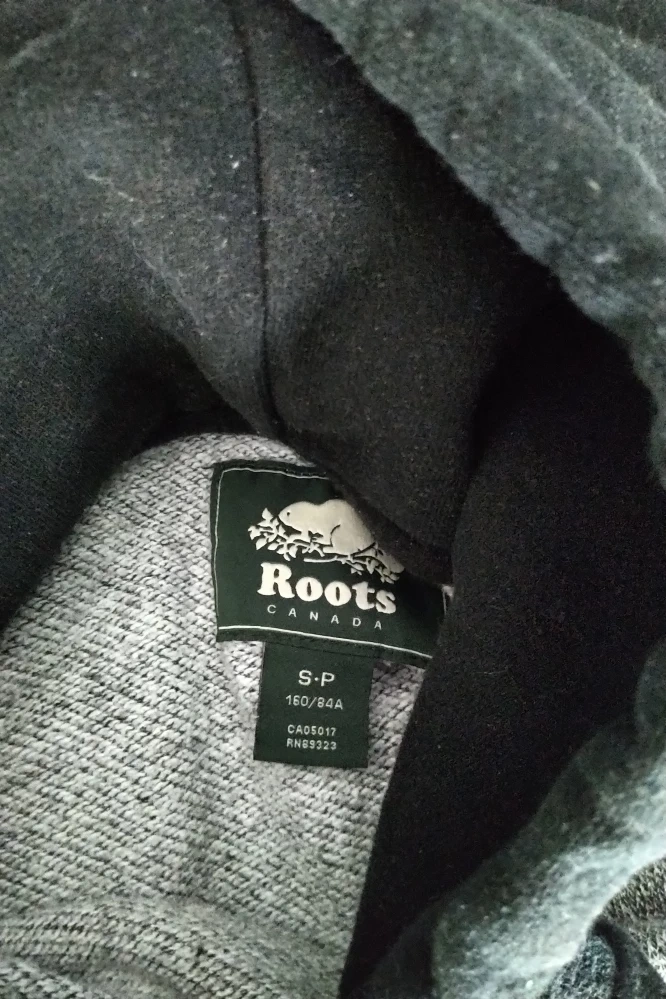 Roots
CANADA
S·P
160/84A
CA05017
RN69323